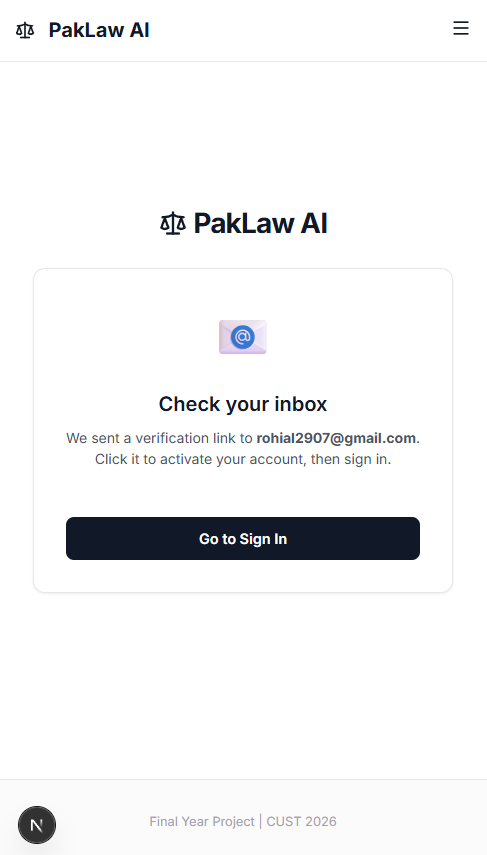 PakLaw AI
PakLaw AI
@
Check your inbox
We sent a verification link to rohial2907@gmail.com.
Click it to activate your account, then sign in.
Go to Sign In
Final Year Project | CUST 2026
N